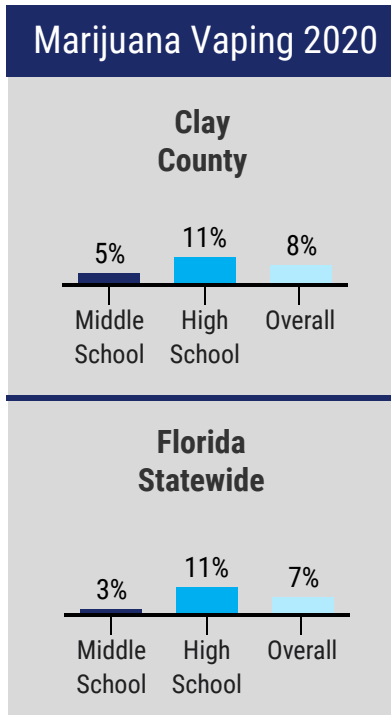 Marijuana Vaping 2020
Clay
County
5% 11% 8%
Middle High Overall
School School
Florida
Statewide
3% 11% 7%
Middle High Overall
School School